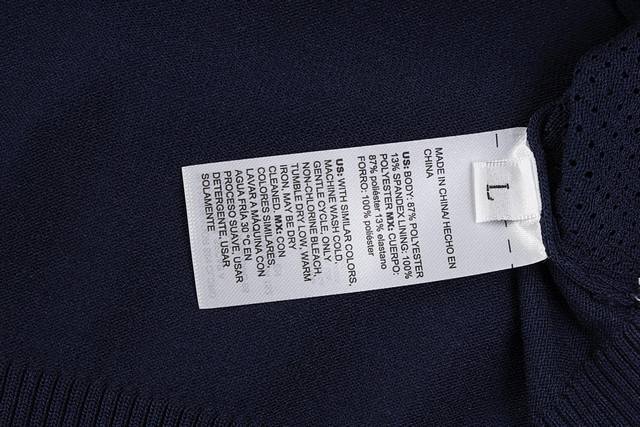 L
MADE IN CHINA/ HECHO EN
CHINA
US: BODY: 87% POLYESTER
13% SPANDEX LINING: 100%
POLYESTER MX: CUERPO:
87% poliéster 13% elastano
FORRO: 100% poliéster
US: WITH SIMILAR COLORS,
MACHINE WASH COLD,
GENTLE CYCLE, ONLY
NON-CHLORINE BLEACH,
TUMBLE DRY LOW, WARM
IRON, MAY BE DRY
CLEANED. MX: CON
COLORES SIMILARES,
LAVAR A MÁQUINA CON
AGUA FRÍA 30 °C EN
PROCESO SUAVE, USAR
DETERGENTE, USAR
SOLAMENTE